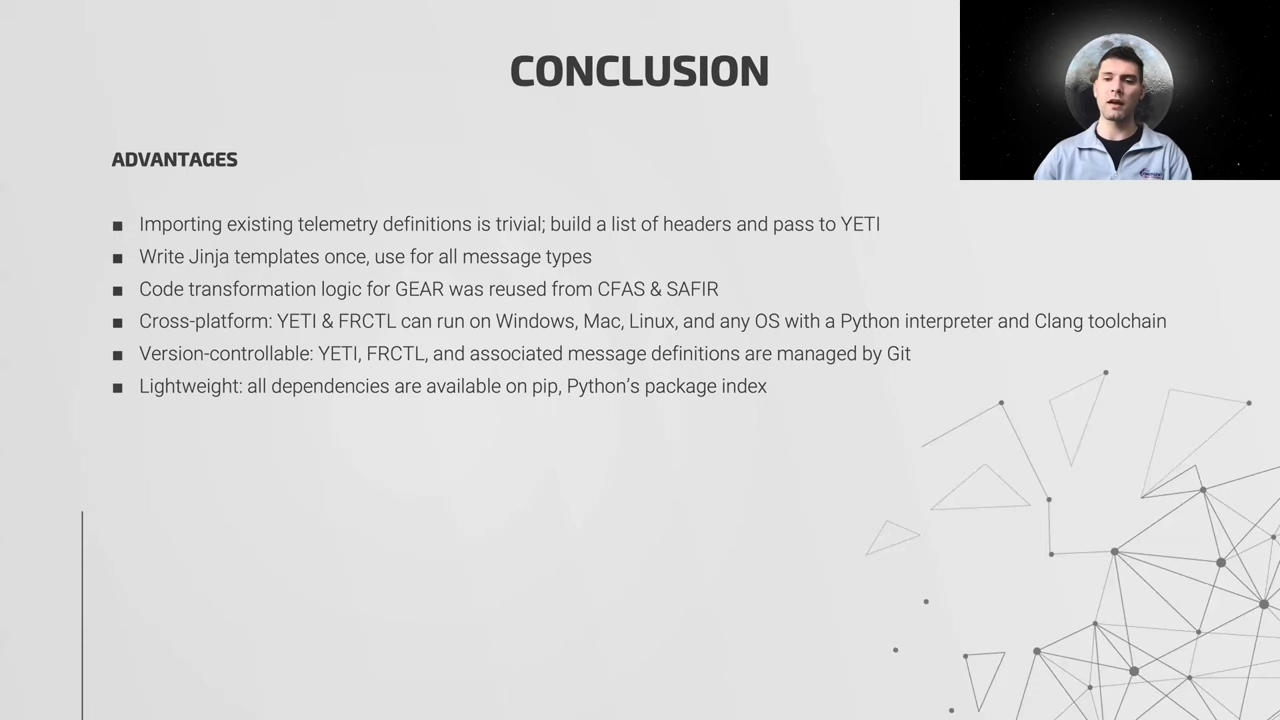 CONCLUSION
ADVANTAGES
■ Importing existing telemetry definitions is trivial; build a list of headers and pass to YETI
■ Write Jinja templates once, use for all message types
■ Code transformation logic for GEAR was reused from CFAS & SAFIR
■ Cross-platform: YETI & FRCTL can run on Windows, Mac, Linux, and any OS with a Python interpreter and Clang toolchain
■ Version-controllable: YETI, FRCTL, and associated message definitions are managed by Git
■ Lightweight: all dependencies are available on pip, Python’s package index